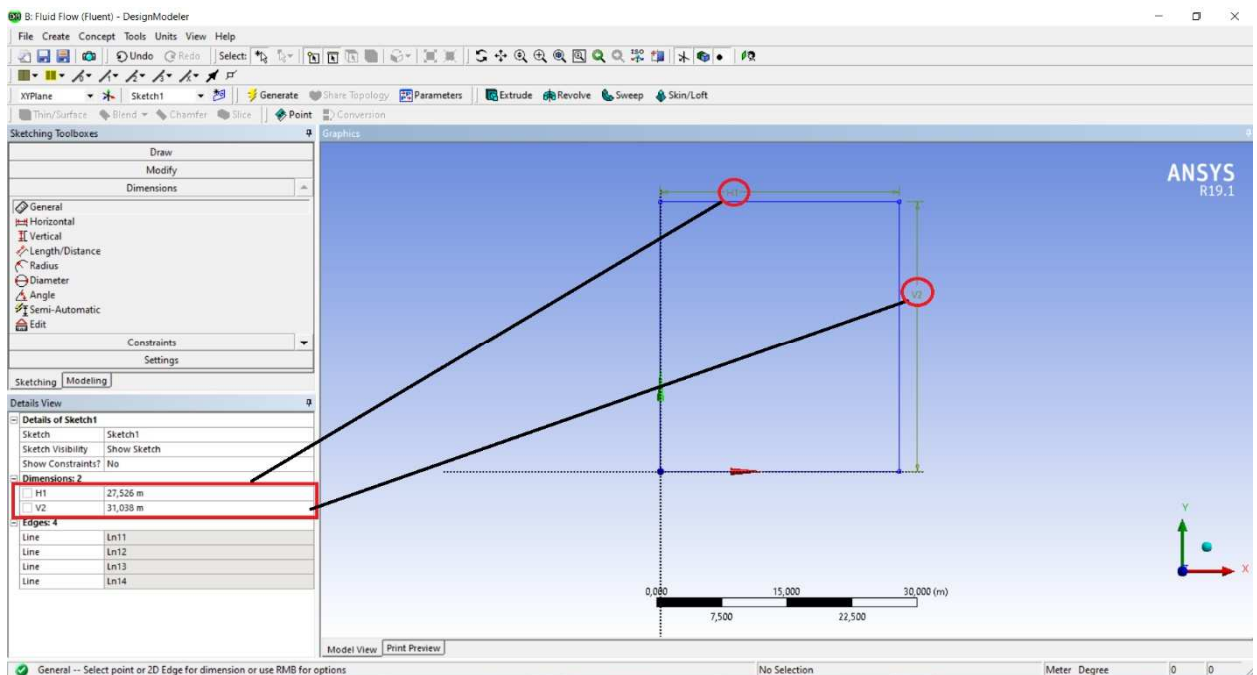 B: Fluid Flow (Fluent) - DesignModeler
File Create Concept Tools Units View Help
Undo Redo Select:
XYPlane Sketch1 Generate Share Topology Parameters Extrude Revolve Sweep Skin/Loft
Thin/Surface Blend Chamfer Slice Point Conversion
Sketching Toolboxes
Draw
Modify
Dimensions
General
Horizontal
Vertical
Length/Distance
Radius
Diameter
Angle
Semi-Automatic
Edit
Constraints
Settings
Sketching Modeling
Details View
Details of Sketch1
Sketch Sketch1
Sketch Visibility Show Sketch
Show Constraints? No
Dimensions: 2
H1 27,526 m
V2 31,038 m
Edges: 4
Line Ln11
Line Ln12
Line Ln13
Line Ln14
Graphics
ANSYS
R19.1
H1
V2
Y
X
0,000 15,000 30,000 (m)
7,500 22,500
Model View Print Preview
General -- Select point or 2D Edge for dimension or use RMB for options No Selection Meter Degree 0 0